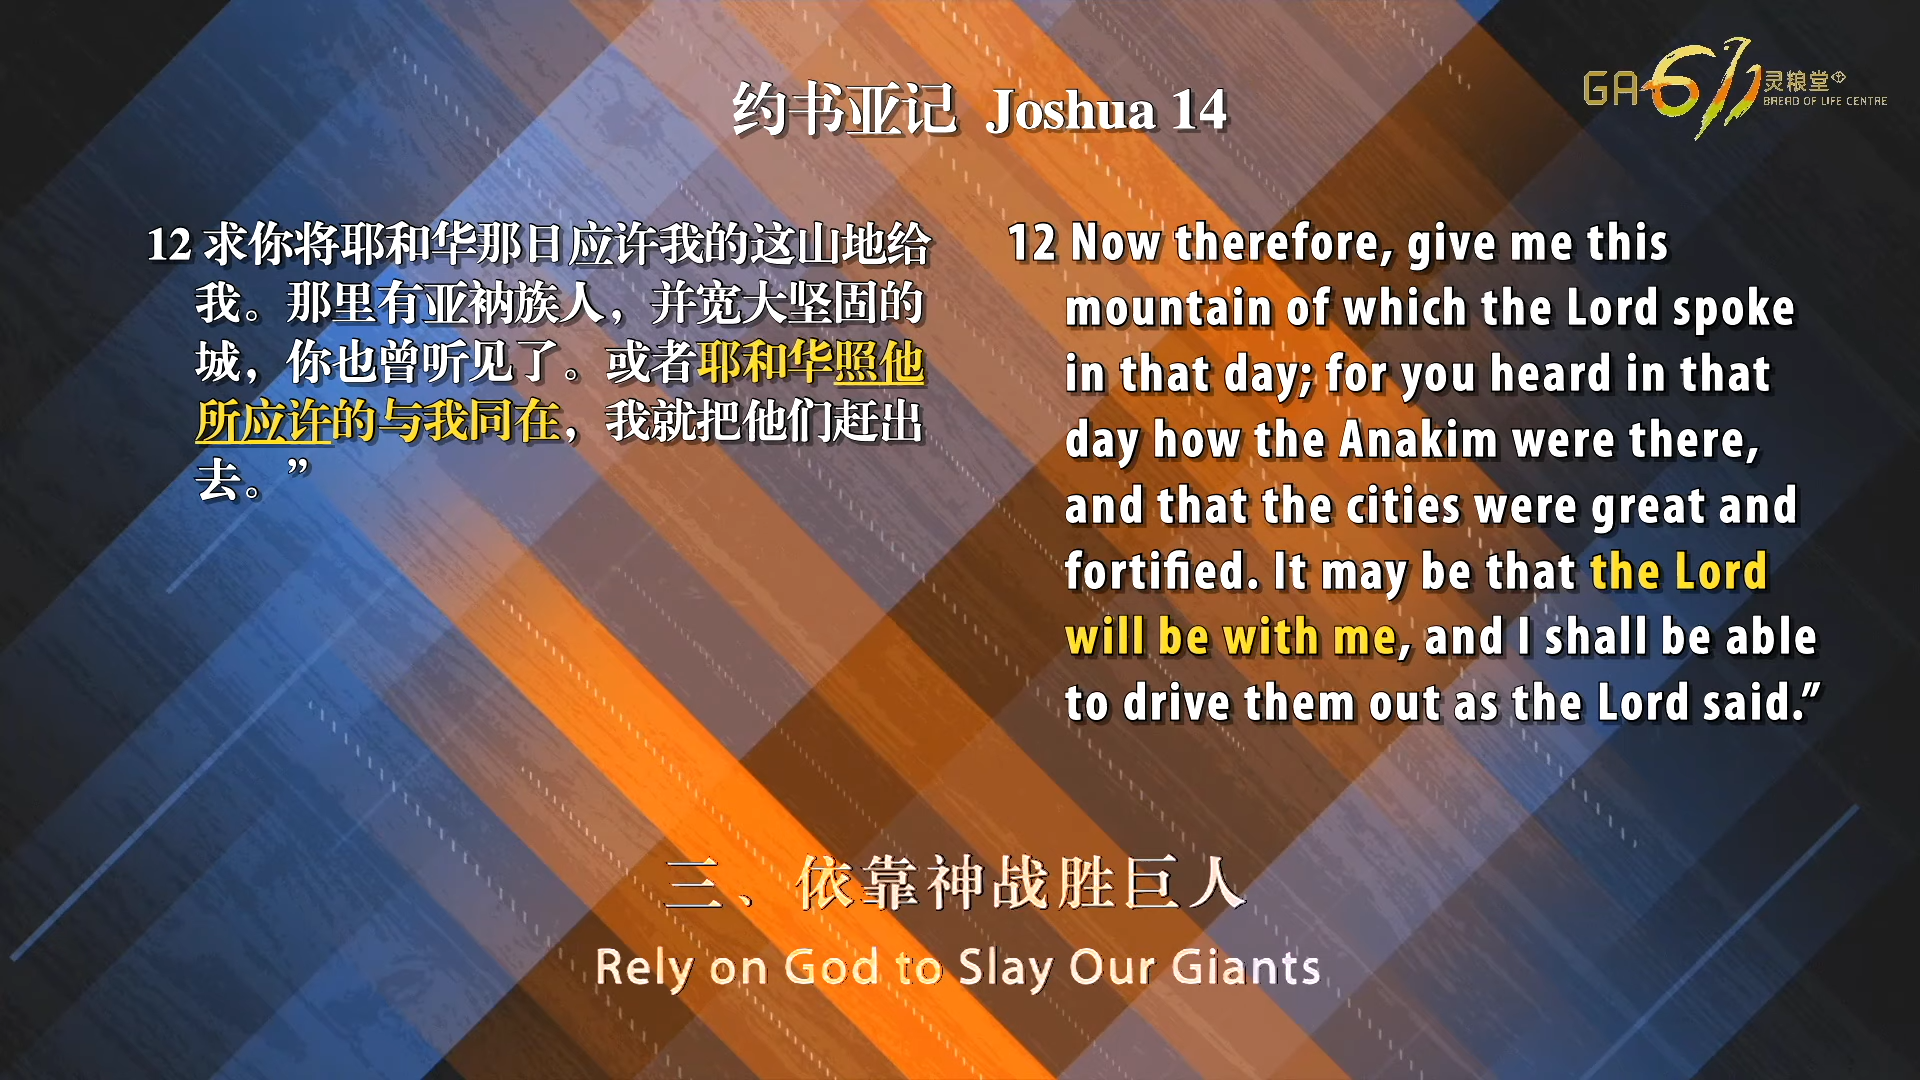 约书亚记 Joshua 14
GA 611 灵粮堂
BREAD OF LIFE CENTRE
12 求你将耶和华那日应许我的这山地给
我。那里有亚衲族人，并宽大坚固的
城，你也曾听见了。或者耶和华照他
所应许的与我同在，我就把他们赶出
去。”
12 Now therefore, give me this
mountain of which the Lord spoke
in that day; for you heard in that
day how the Anakim were there,
and that the cities were great and
fortified. It may be that the Lord
will be with me, and I shall be able
to drive them out as the Lord said.”
三、依靠神战胜巨人
Rely on God to Slay Our Giants